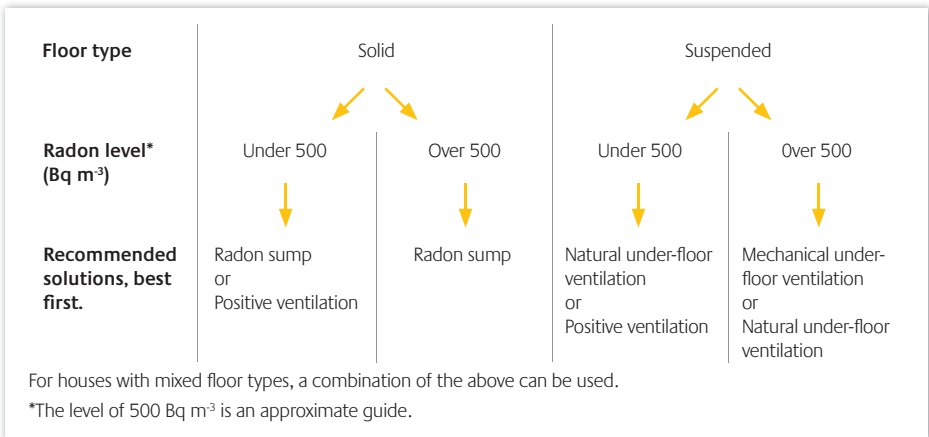 Floor type
Solid
Suspended
Radon level*
(Bq m⁻³)
Under 500
Over 500
Under 500
0ver 500
Recommended
solutions, best
first.
Radon sump
or
Positive ventilation
Radon sump
Natural under-floor
ventilation
or
Positive ventilation
Mechanical under-
floor ventilation
or
Natural under-floor
ventilation
For houses with mixed floor types, a combination of the above can be used.
*The level of 500 Bq m⁻³ is an approximate guide.